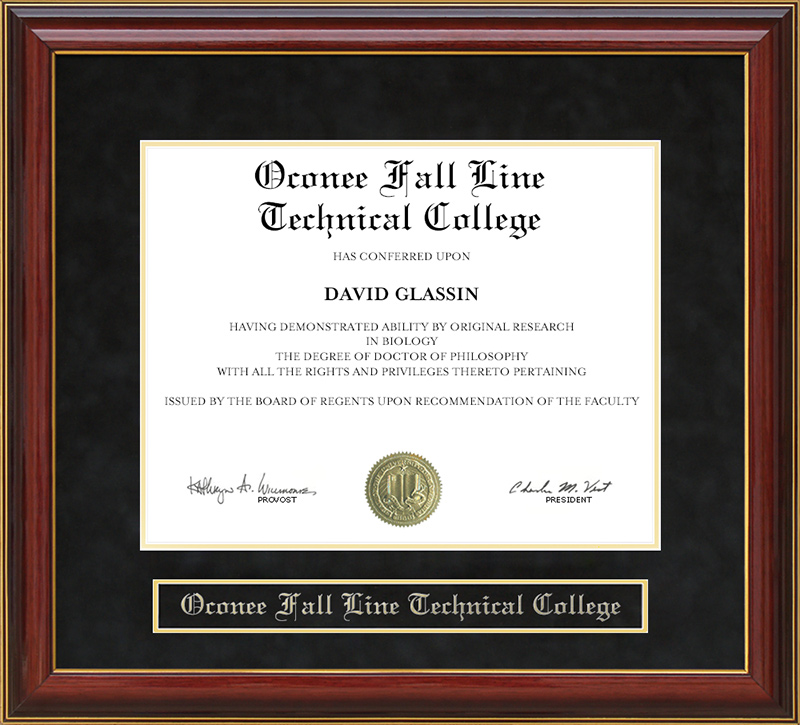 Oconee Fall Line
Technical College
HAS CONFERRED UPON
DAVID GLASSIN
HAVING DEMONSTRATED ABILITY BY ORIGINAL RESEARCH
IN BIOLOGY
THE DEGREE OF DOCTOR OF PHILOSOPHY
WITH ALL THE RIGHTS AND PRIVILEGES THERETO PERTAINING
ISSUED BY THE BOARD OF REGENTS UPON RECOMMENDATION OF THE FACULTY
Charles M. Vest
PROVOST
PRESIDENT
Oconee Fall Line Technical College